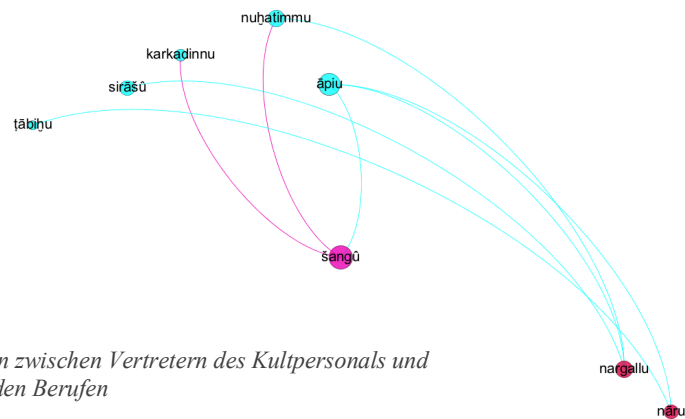 nuḫatimmu
karkadinnu
sirāšû
āpiu
ṭābiḫu
šangû
n zwischen Vertretern des Kultpersonals und
den Berufen
nargallu
nāru